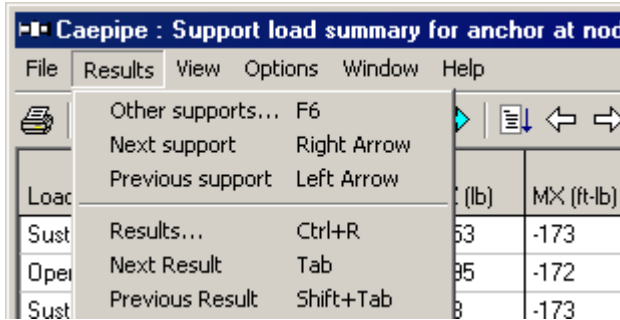 Caepipe : Support load summary for anchor at nod
File Results View Options Window Help
Other supports... F6
Next support Right Arrow
Previous support Left Arrow
Results... Ctrl+R
Next Result Tab
Previous Result Shift+Tab
Load (lb) MX (ft-lb)
Sust 53 -173
Oper 95 -172
Sust 3 -173